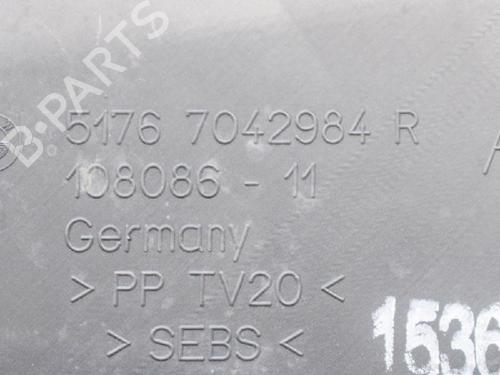 B-PARTS
5176 7042984 R
108086 - 11
Germany
> PP TV20 <
> SEBS <
1536